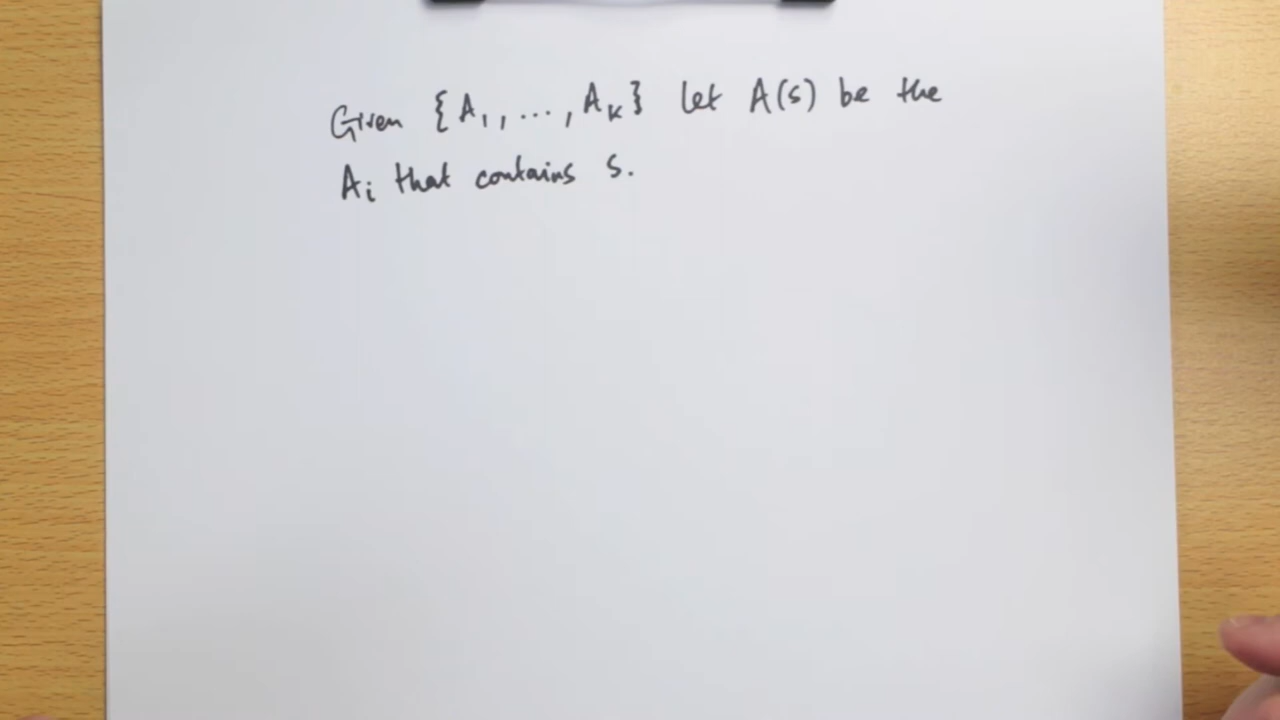 Given {A₁, ..., Aₖ} let A(s) be the
Aᵢ that contains s.